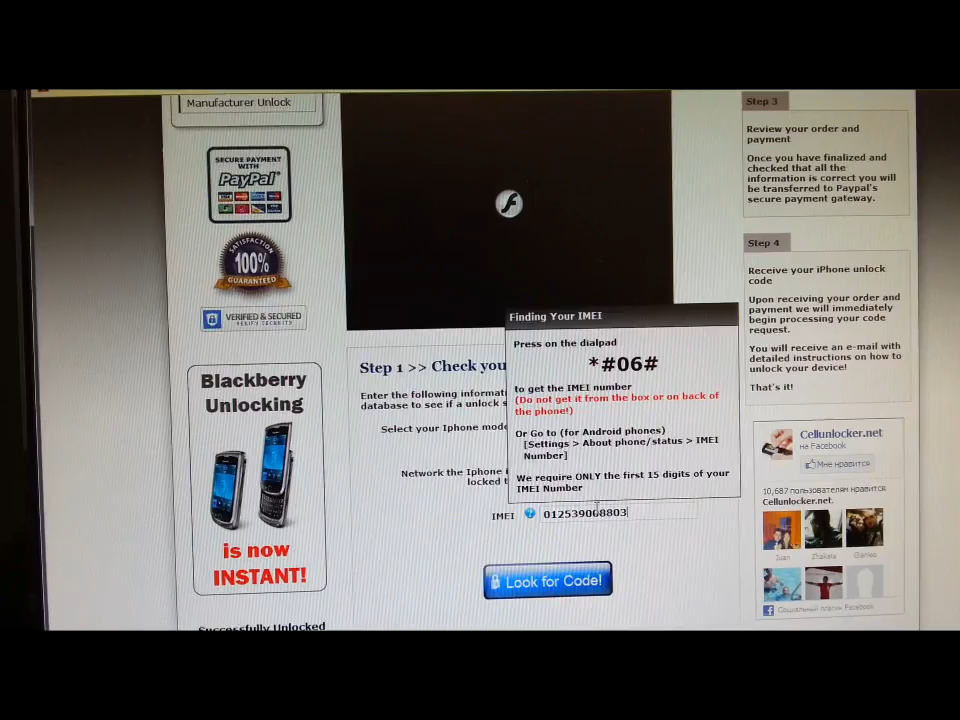 Manufacturer Unlock
SECURE PAYMENT
WITH
PayPal
SATISFACTION
100%
GUARANTEED
VERIFIED & SECURED
VERIFY SECURITY
Blackberry
Unlocking
is now
INSTANT!
Successfully Unlocked
Step 1 >> Check you
Enter the following informati
database to see if a unlock s
Select your Iphone mode
Network the Iphone i
locked t
IMEI
012539008803
Look for Code!
Finding Your IMEI
Press on the dialpad
*#06#
to get the IMEI number
(Do not get it from the box or on back of
the phone!)
Or Go to (for Android phones)
[Settings > About phone/status > IMEI
Number]
We require ONLY the first 15 digits of your
IMEI Number
Step 3
Review your order and
payment
Once you have finalized and
checked that all the
information is correct you will
be transferred to Paypal's
secure payment gateway.
Step 4
Receive your iPhone unlock
code
Upon receiving your order and
payment we will immediately
begin processing your code
request.
You will receive an e-mail with
detailed instructions on how to
unlock your device!
That's it!
Cellunlocker.net
на Facebook
Мне нравится
10,687 пользователям нравится
Cellunlocker.net.
Juan
Zhakata
Социальный плагин Facebook